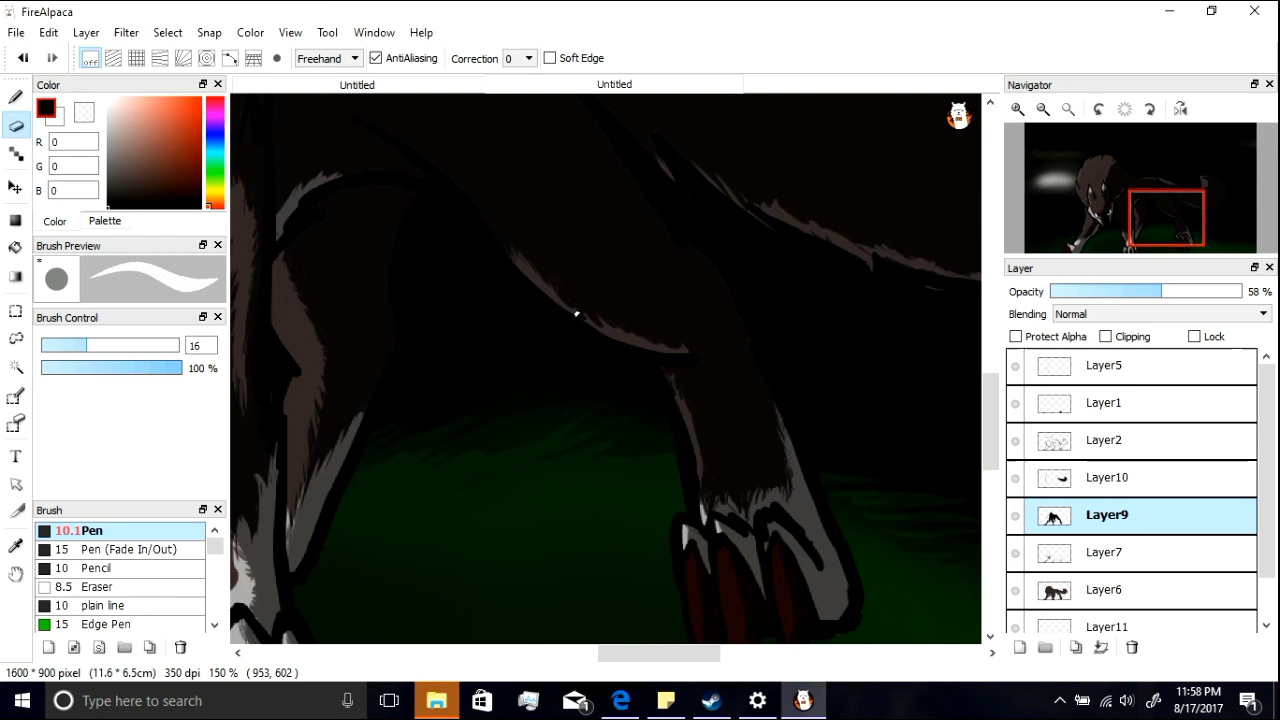 FireAlpaca
File Edit Layer Filter Select Snap Color View Tool Window Help
off Freehand AntiAliasing Correction 0 Soft Edge
Color
Untitled Untitled
Navigator
R 0
G 0
B 0
Color Palette
Brush Preview
*
Brush Control
16
100 %
Layer
Opacity 58 %
Blending Normal
Protect Alpha Clipping Lock
Layer5
Layer1
Layer2
Layer10
Layer9
Layer7
Layer6
Layer11
Brush
10.1 Pen
15 Pen (Fade In/Out)
10 Pencil
8.5 Eraser
10 plain line
15 Edge Pen
1600 * 900 pixel (11.6 * 6.5cm) 350 dpi 150 % ( 953, 602 )
Type here to search
1
11:58 PM
8/17/2017
1